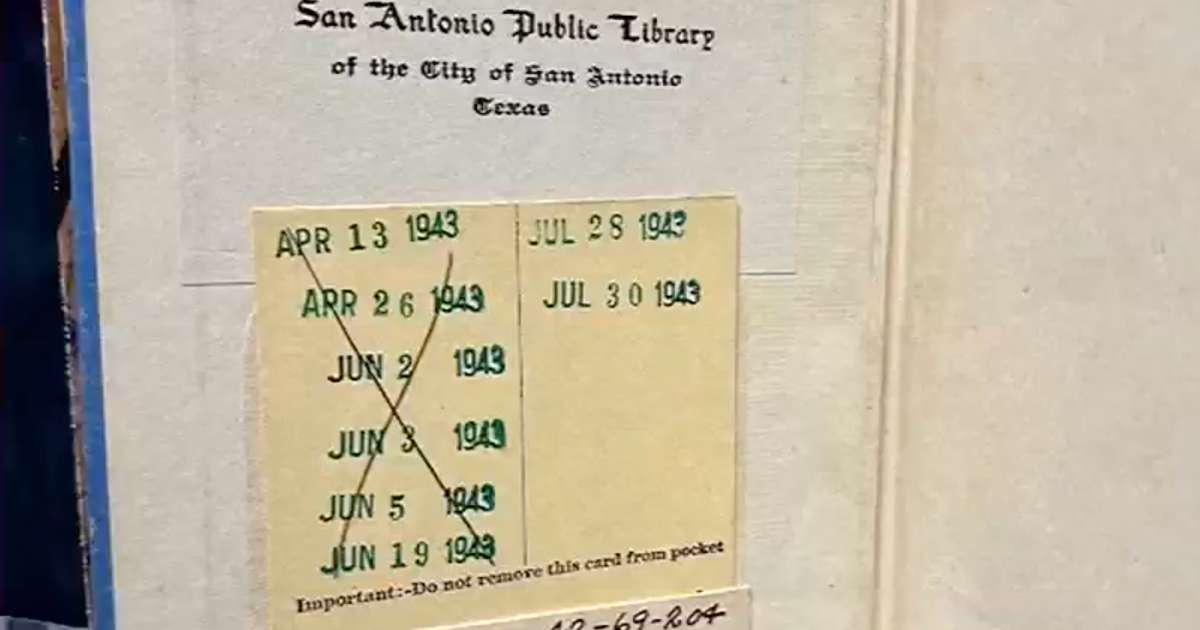 San Antonio Public Library
of the City of San Antonio
Texas
APR 13 1943
APR 26 1943
JUN 2 1943
JUN 3 1943
JUN 5 1943
JUN 19 1943
JUL 28 1943
JUL 30 1943
Important:-Do not remove this card from pocket
-69-204